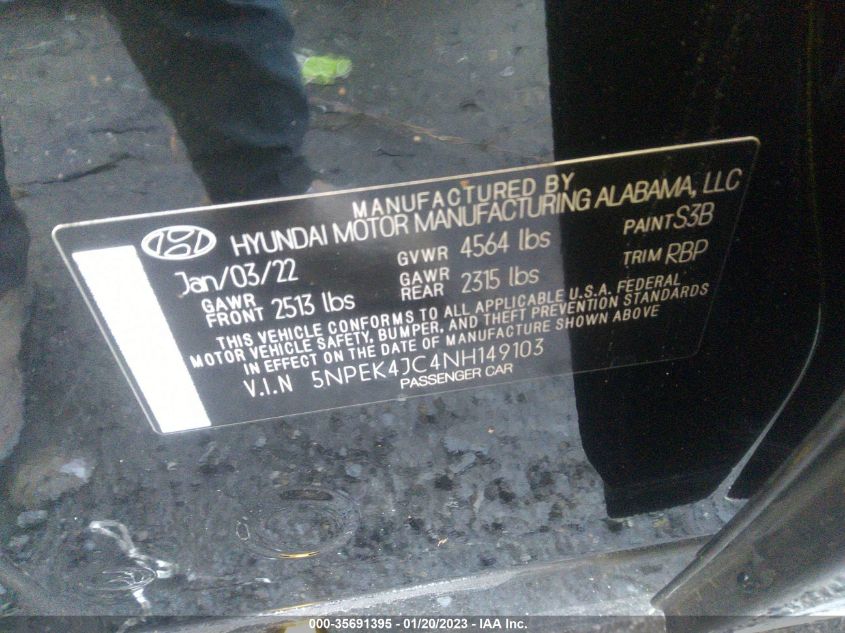 MANUFACTURED BY
HYUNDAI MOTOR MANUFACTURING ALABAMA, LLC
Jan/03/22 GVWR 4564 lbs PAINT S3B
GAWR FRONT 2513 lbs GAWR REAR 2315 lbs TRIM RBP
THIS VEHICLE CONFORMS TO ALL APPLICABLE U.S.A. FEDERAL
MOTOR VEHICLE SAFETY, BUMPER, AND THEFT PREVENTION STANDARDS
IN EFFECT ON THE DATE OF MANUFACTURE SHOWN ABOVE
V.I.N 5NPEK4JC4NH149103
PASSENGER CAR
000-35691395 - 01/20/2023 - IAA Inc.